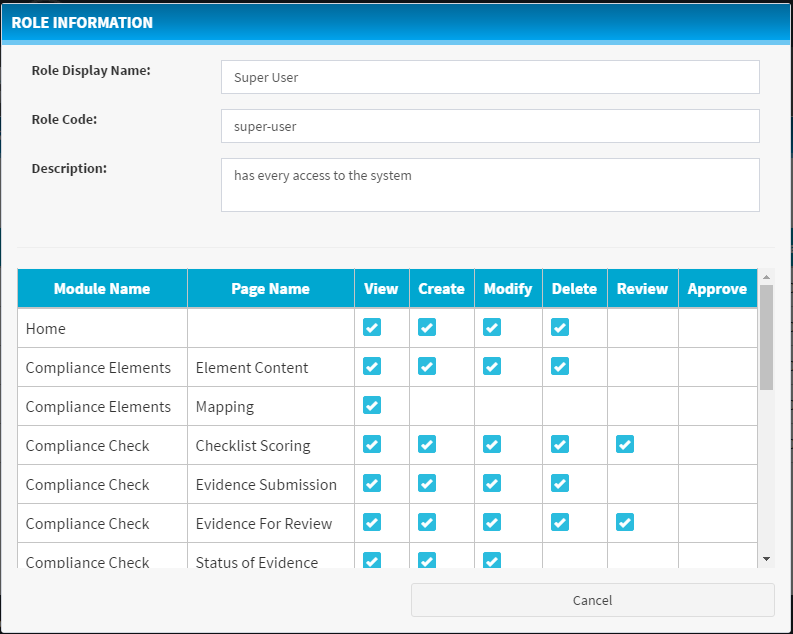 ROLE INFORMATION
Role Display Name:
Super User
Role Code:
super-user
Description:
has every access to the system
Module Name Page Name View Create Modify Delete Review Approve
Home
Compliance Elements Element Content
Compliance Elements Mapping
Compliance Check Checklist Scoring
Compliance Check Evidence Submission
Compliance Check Evidence For Review
Compliance Check Status of Evidence
Cancel